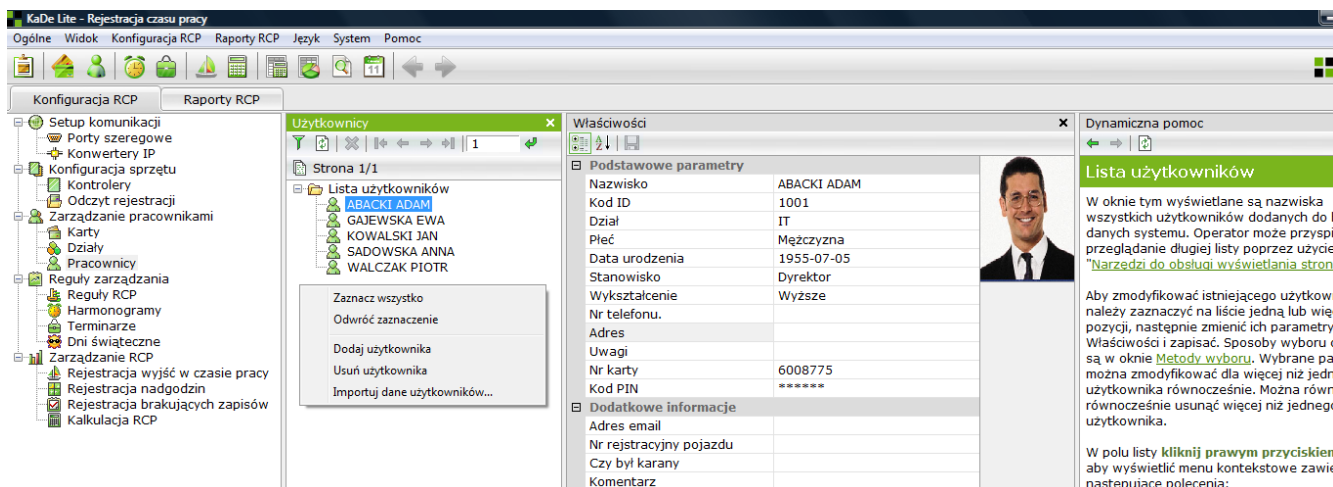 KaDe Lite - Rejestracja czasu pracy
Ogólne Widok Konfiguracja RCP Raporty RCP Język System Pomoc
11
Konfiguracja RCP Raporty RCP
Setup komunikacji
Porty szeregowe
Konwertery IP
Konfiguracja sprzętu
Kontrolery
Odczyt rejestracji
Zarządzanie pracownikami
Karty
Działy
Pracownicy
Reguły zarządzania
Reguły RCP
Harmonogramy
Terminarze
Dni świąteczne
Zarządzanie RCP
Rejestracja wyjść w czasie pracy
Rejestracja nadgodzin
Rejestracja brakujących zapisów
Kalkulacja RCP
Użytkownicy
1
Strona 1/1
Lista użytkowników
ABACKI ADAM
GAJEWSKA EWA
KOWALSKI JAN
SADOWSKA ANNA
WALCZAK PIOTR
Zaznacz wszystko
Odwróć zaznaczenie
Dodaj użytkownika
Usuń użytkownika
Importuj dane użytkowników...
Właściwości
Podstawowe parametry
Nazwisko ABACKI ADAM
Kod ID 1001
Dział IT
Płeć Mężczyzna
Data urodzenia 1955-07-05
Stanowisko Dyrektor
Wykształcenie Wyższe
Nr telefonu.
Adres
Uwagi
Nr karty 6008775
Kod PIN ******
Dodatkowe informacje
Adres email
Nr rejstracyjny pojazdu
Czy był karany
Komentarz
Dynamiczna pomoc
Lista użytkowników
W oknie tym wyświetlane są nazwiska
wszystkich użytkowników dodanych do
danych systemu. Operator może przyspi
przeglądanie długiej listy poprzez użycie
"Narzędzi do obsługi wyświetlania stron
Aby zmodyfikować istniejącego użytkow
należy zaznaczyć na liście jedną lub wię
pozycji, następnie zmienić ich parametry
Właściwości i zapisać. Sposoby wyboru
są w oknie Metody wyboru. Wybrane pa
można zmodyfikować dla więcej niż jedn
użytkownika równocześnie. Można równ
równocześnie usunąć więcej niż jednego
użytkownika.
W polu listy kliknij prawym przyciskiem
aby wyświetlić menu kontekstowe zawie
następujące polecenia: